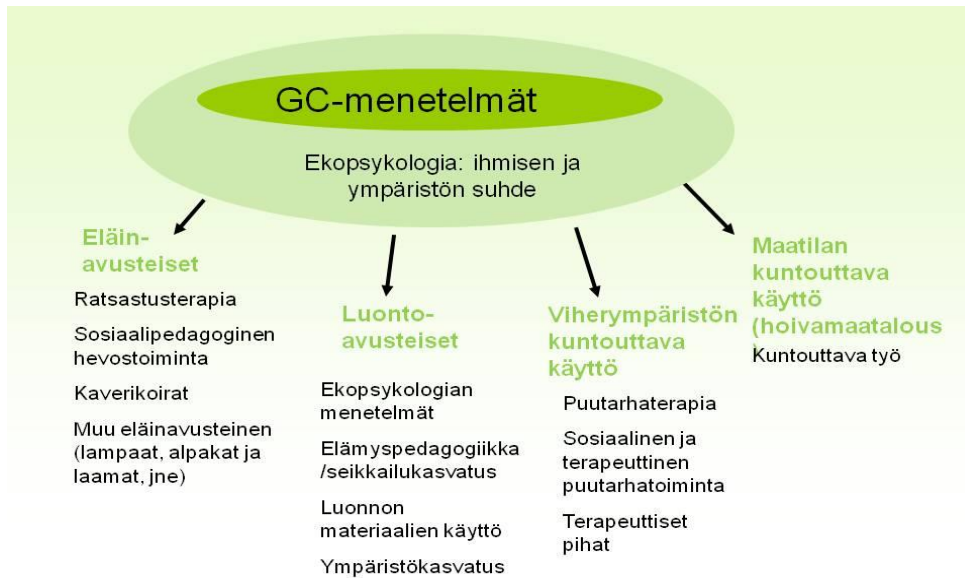 GC-menetelmät
Ekopsykologia: ihmisen ja
ympäristön suhde
Eläin-
avusteiset
Ratsastusterapia
Sosiaalipedagoginen
hevostoiminta
Kaverikoirat
Muu eläinavusteinen
(lampaat, alpakat ja
laamat, jne)
Luonto-
avusteiset
Ekopsykologian
menetelmät
Elämyspedagogiikka
/seikkailukasvatus
Luonnon
materiaalien käyttö
Ympäristökasvatus
Viherympäristön
kuntouttava
käyttö
Puutarhaterapia
Sosiaalinen ja
terapeuttinen
puutarhatoiminta
Terapeuttiset
pihat
Maatilan
kuntouttava
käyttö
(hoivamaatalous
)
Kuntouttava työ